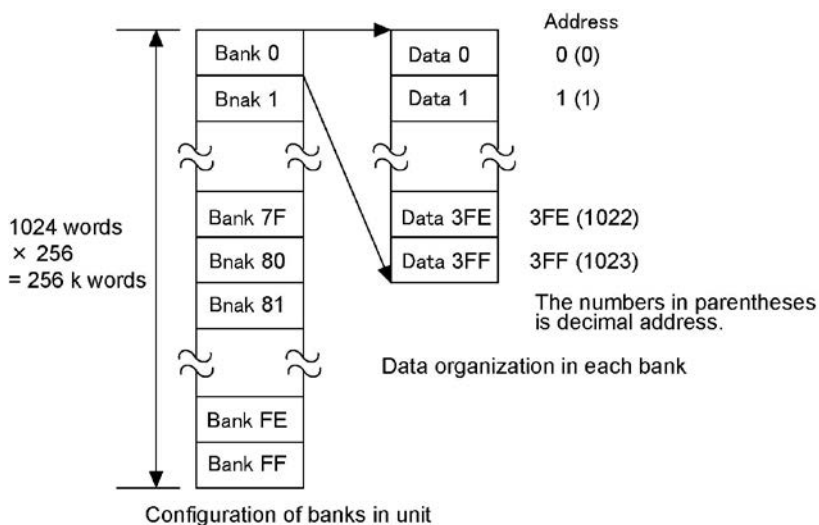 Address
Bank 0
Data 0
0 (0)
Bnak 1
Data 1
1 (1)
Bank 7F
Data 3FE
3FE (1022)
1024 words
× 256
= 256 k words
Bnak 80
Data 3FF
3FF (1023)
Bnak 81
The numbers in parentheses
is decimal address.
Data organization in each bank
Bank FE
Bank FF
Configuration of banks in unit